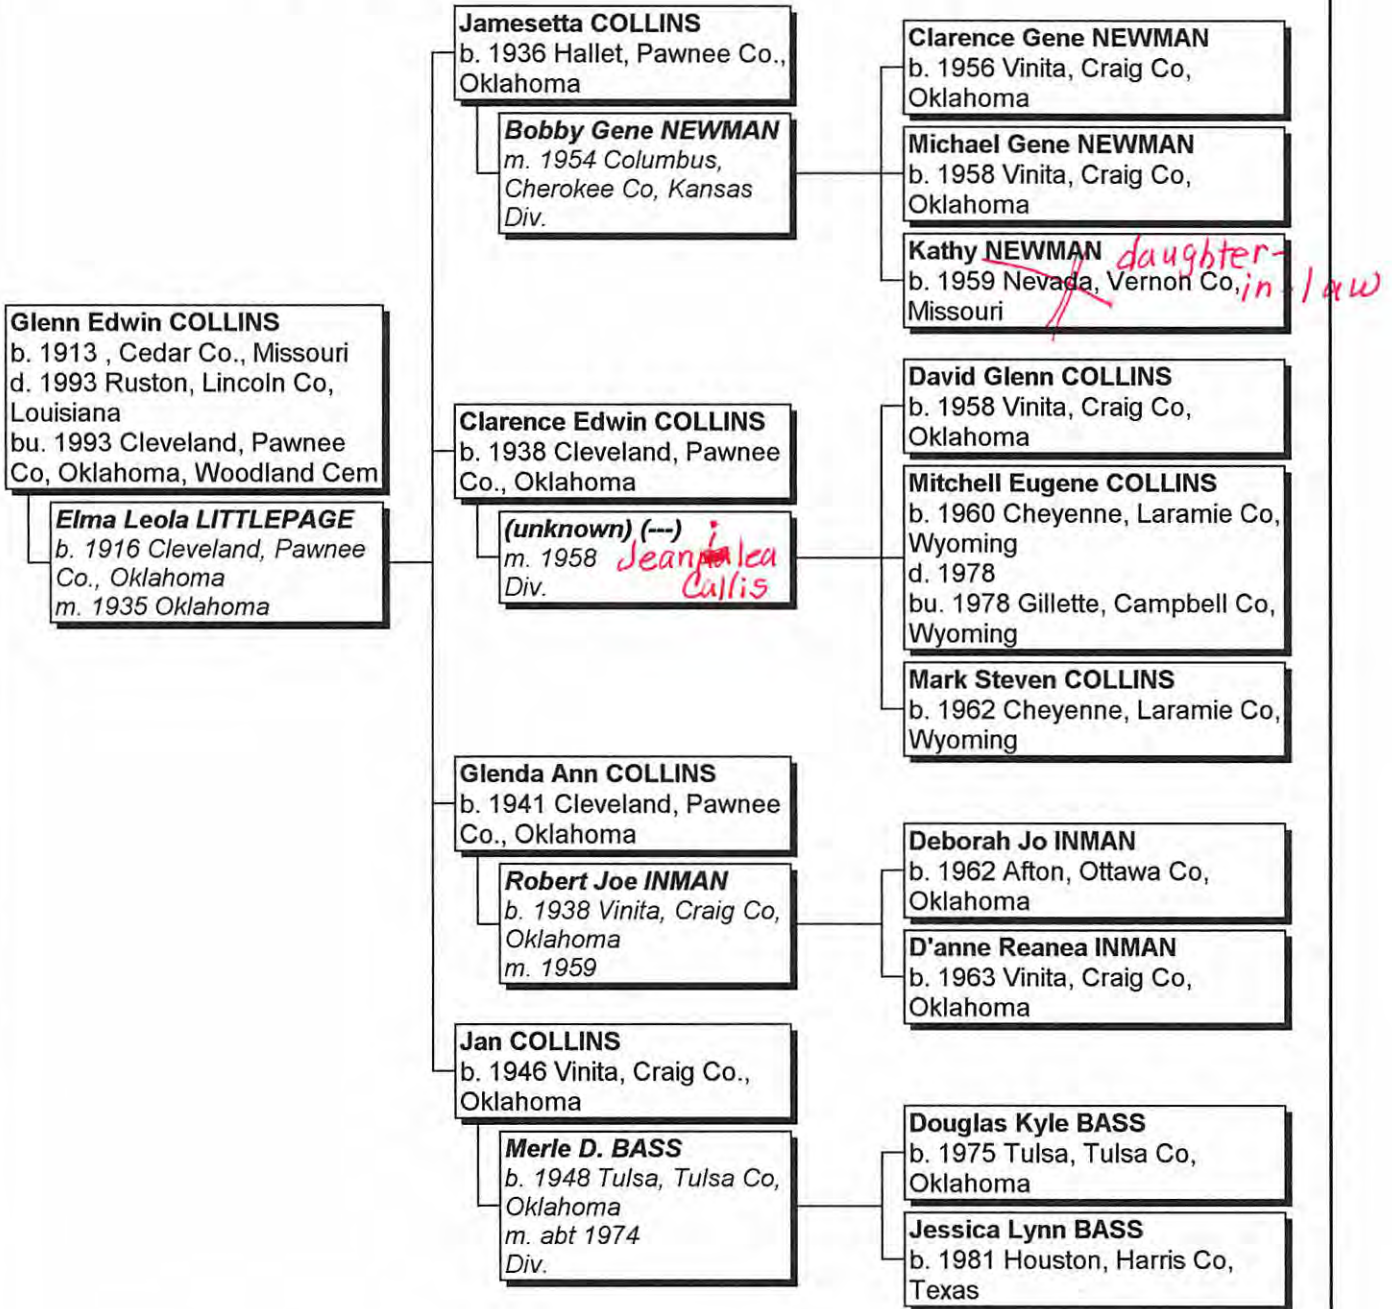 Jamesetta COLLINS
b. 1936 Hallet, Pawnee Co.,
Oklahoma
Bobby Gene NEWMAN
m. 1954 Columbus,
Cherokee Co, Kansas
Div.
Clarence Gene NEWMAN
b. 1956 Vinita, Craig Co,
Oklahoma
Michael Gene NEWMAN
b. 1958 Vinita, Craig Co,
Oklahoma
Kathy NEWMAN daughter-
b. 1959 Nevada, Vernon Co, in-law
Missouri
Glenn Edwin COLLINS
b. 1913 , Cedar Co., Missouri
d. 1993 Ruston, Lincoln Co,
Louisiana
bu. 1993 Cleveland, Pawnee
Co, Oklahoma, Woodland Cem
Elma Leola LITTLEPAGE
b. 1916 Cleveland, Pawnee
Co., Oklahoma
m. 1935 Oklahoma
Clarence Edwin COLLINS
b. 1938 Cleveland, Pawnee
Co., Oklahoma
(unknown) (---)
m. 1958
Div. Callis
David Glenn COLLINS
b. 1958 Vinita, Craig Co,
Oklahoma
Mitchell Eugene COLLINS
b. 1960 Cheyenne, Laramie Co,
Wyoming
d. 1978
bu. 1978 Gillette, Campbell Co,
Wyoming
Mark Steven COLLINS
b. 1962 Cheyenne, Laramie Co,
Wyoming
Glenda Ann COLLINS
b. 1941 Cleveland, Pawnee
Co., Oklahoma
Robert Joe INMAN
b. 1938 Vinita, Craig Co,
Oklahoma
m. 1959
Deborah Jo INMAN
b. 1962 Afton, Ottawa Co,
Oklahoma
D'anne Reanea INMAN
b. 1963 Vinita, Craig Co,
Oklahoma
Jan COLLINS
b. 1946 Vinita, Craig Co.,
Oklahoma
Merle D. BASS
b. 1948 Tulsa, Tulsa Co,
Oklahoma
m. abt 1974
Div.
Douglas Kyle BASS
b. 1975 Tulsa, Tulsa Co,
Oklahoma
Jessica Lynn BASS
b. 1981 Houston, Harris Co,
Texas